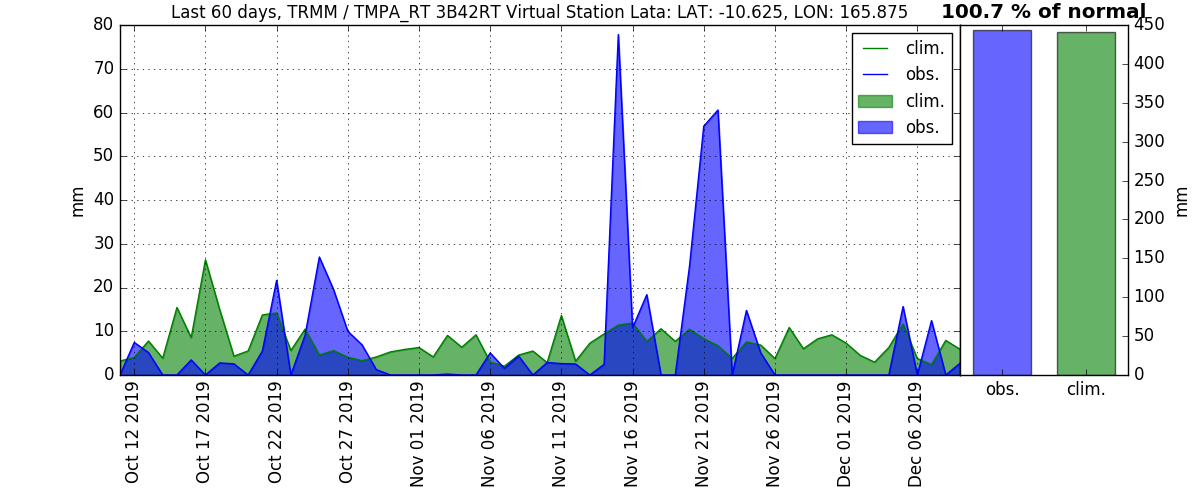 Last 60 days, TRMM / TMPA_RT 3B42RT Virtual Station Lata: LAT: -10.625, LON: 165.875
100.7 % of normal
80
70
60
50
40
30
20
10
0
mm
clim.
obs.
clim.
obs.
450
400
350
300
250
200
150
100
50
0
mm
obs.
clim.
Oct 12 2019
Oct 17 2019
Oct 22 2019
Oct 27 2019
Nov 01 2019
Nov 06 2019
Nov 11 2019
Nov 16 2019
Nov 21 2019
Nov 26 2019
Dec 01 2019
Dec 06 2019